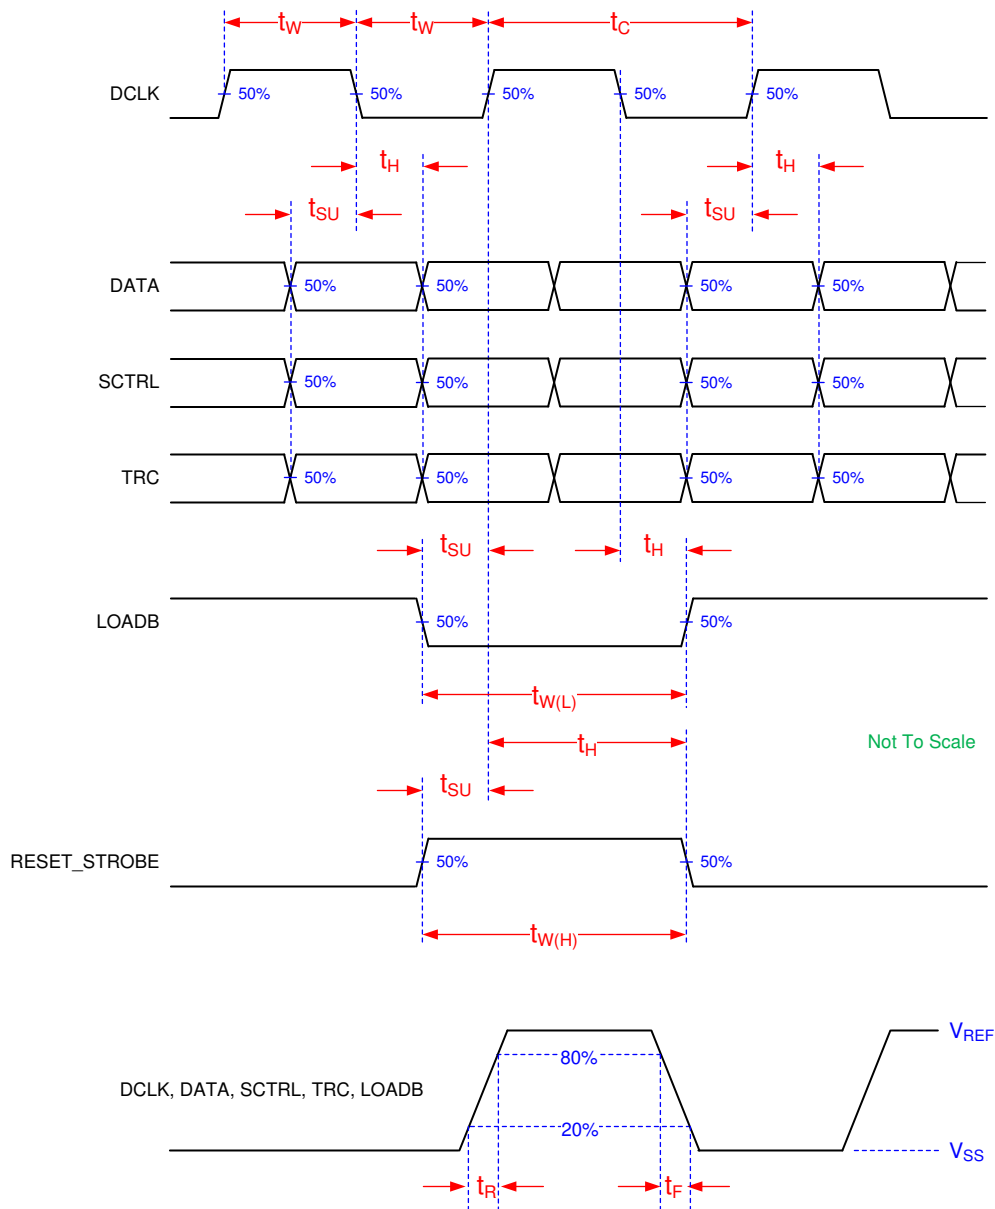 tW tW tC
DCLK 50% 50% 50% 50% 50%
tH tH
tSU tSU
DATA 50% 50% 50% 50%
SCTRL 50% 50% 50% 50%
TRC 50% 50% 50% 50%
tSU tH
LOADB 50% 50%
tW(L)
tH Not To Scale
tSU
RESET_STROBE 50% 50%
tW(H)
VREF
80%
DCLK, DATA, SCTRL, TRC, LOADB
20%
VSS
tR tF